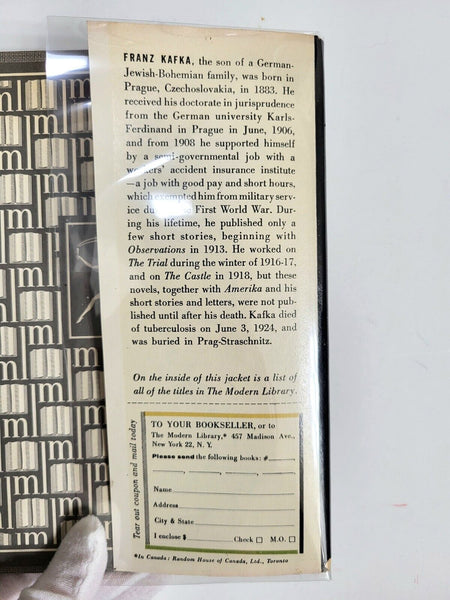 FRANZ KAFKA, the son of a German-
Jewish-Bohemian family, was born in
Prague, Czechoslovakia, in 1883. He
received his doctorate in jurisprudence
from the German university Karls-
Ferdinand in Prague in June, 1906,
and from 1908 he supported himself
by a semi-governmental job with a
workers' accident insurance institute
—a job with good pay and short hours,
which exempted him from military serv-
ice during the First World War. Dur-
ing his lifetime, he published only a
few short stories, beginning with
Observations in 1913. He worked on
The Trial during the winter of 1916-17,
and on The Castle in 1918, but these
novels, together with Amerika and his
short stories and letters, were not pub-
lished until after his death. Kafka died
of tuberculosis on June 3, 1924, and
was buried in Prag-Straschnitz.
On the inside of this jacket is a list of
all of the titles in The Modern Library.
Tear out coupon and mail today
TO YOUR BOOKSELLER, or to
The Modern Library,* 457 Madison Ave.,
New York 22, N. Y.
Please send the following books: #
Name
Address
City & State
I enclose $ Check □ M.O. □
*In Canada: Random House of Canada, Ltd., Toronto